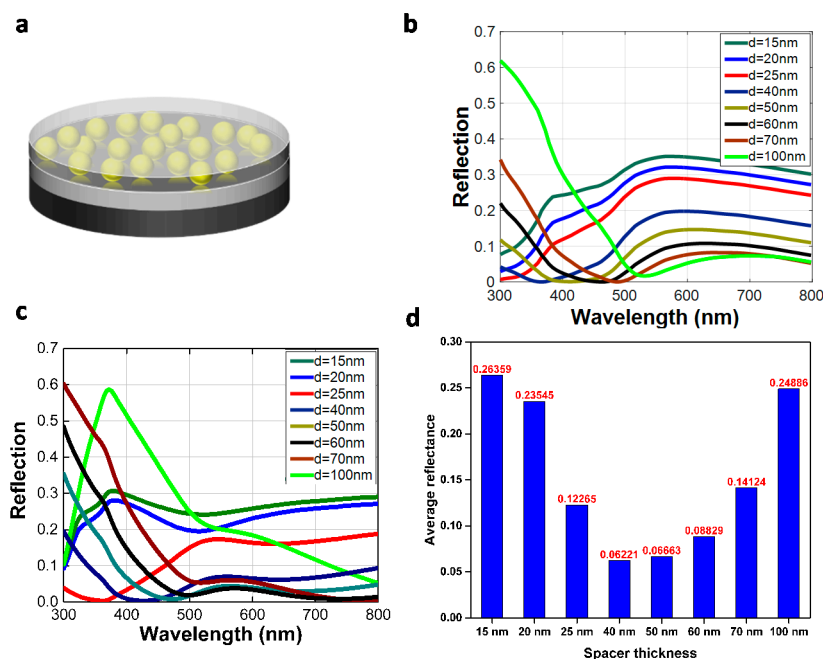 a
b
0.7
0.6
0.5
0.4
0.3
0.2
0.1
0
Reflection
300
400
500
600
700
800
Wavelength (nm)
d=15nm
d=20nm
d=25nm
d=40nm
d=50nm
d=60nm
d=70nm
d=100nm
c
0.7
0.6
0.5
0.4
0.3
0.2
0.1
0.0
Reflection
300
400
500
600
700
800
Wavelength (nm)
d=15nm
d=20nm
d=25nm
d=40nm
d=50nm
d=60nm
d=70nm
d=100nm
d
0.30
0.25
0.20
0.15
0.10
0.05
0.00
Average reflectance
0.26359
0.23545
0.12265
0.06221
0.06663
0.08829
0.14124
0.24886
15 nm
20 nm
25 nm
40 nm
50 nm
60 nm
70 nm
100 nm
Spacer thickness